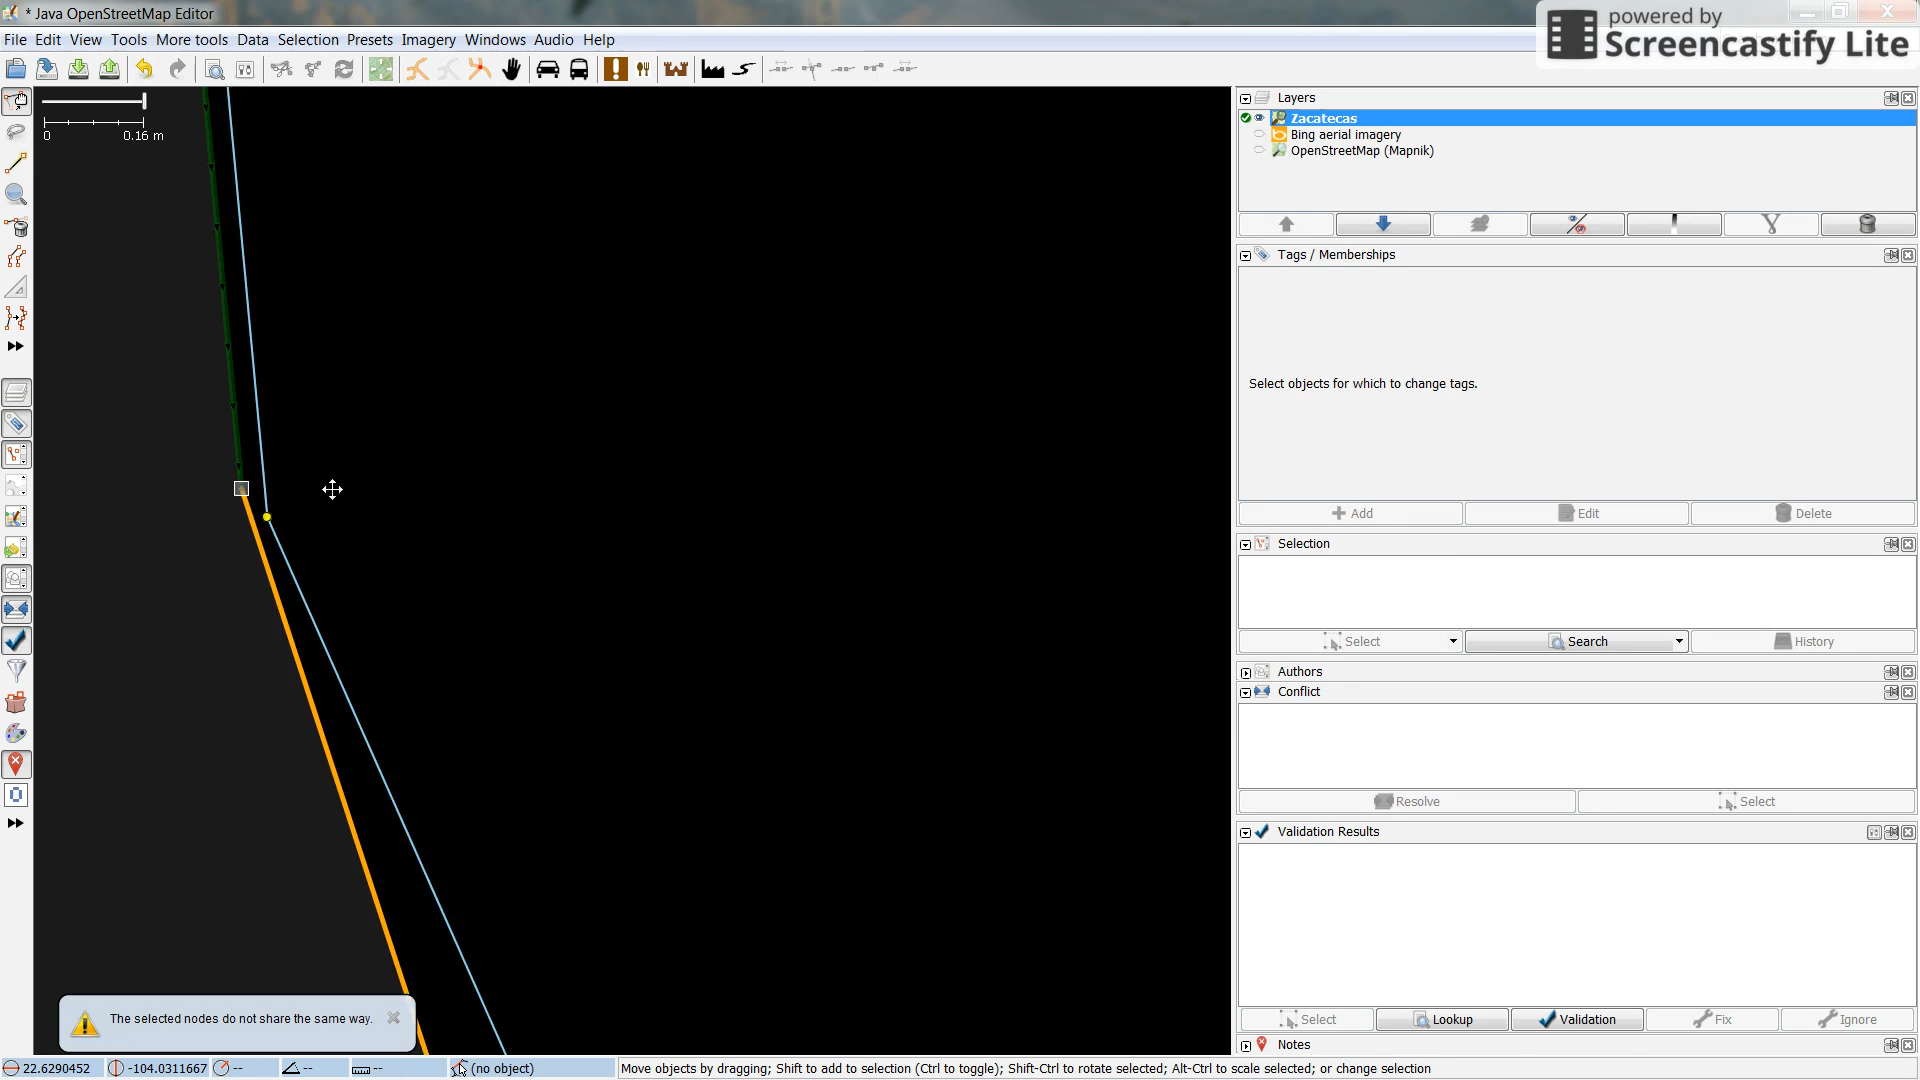 * Java OpenStreetMap Editor
powered by
Screencastify Lite
File Edit View Tools More tools Data Selection Presets Imagery Windows Audio Help
0 0.16 m
Layers
Zacatecas
Bing aerial imagery
OpenStreetMap (Mapnik)
Tags / Memberships
Select objects for which to change tags.
Add Edit Delete
Selection
Select Search History
Authors
Conflict
Resolve Select
Validation Results
Select Lookup Validation Fix Ignore
Notes
The selected nodes do not share the same way.
22.6290452 -104.0311667 -- -- -- (no object) Move objects by dragging; Shift to add to selection (Ctrl to toggle); Shift-Ctrl to rotate selected; Alt-Ctrl to scale selected; or change selection